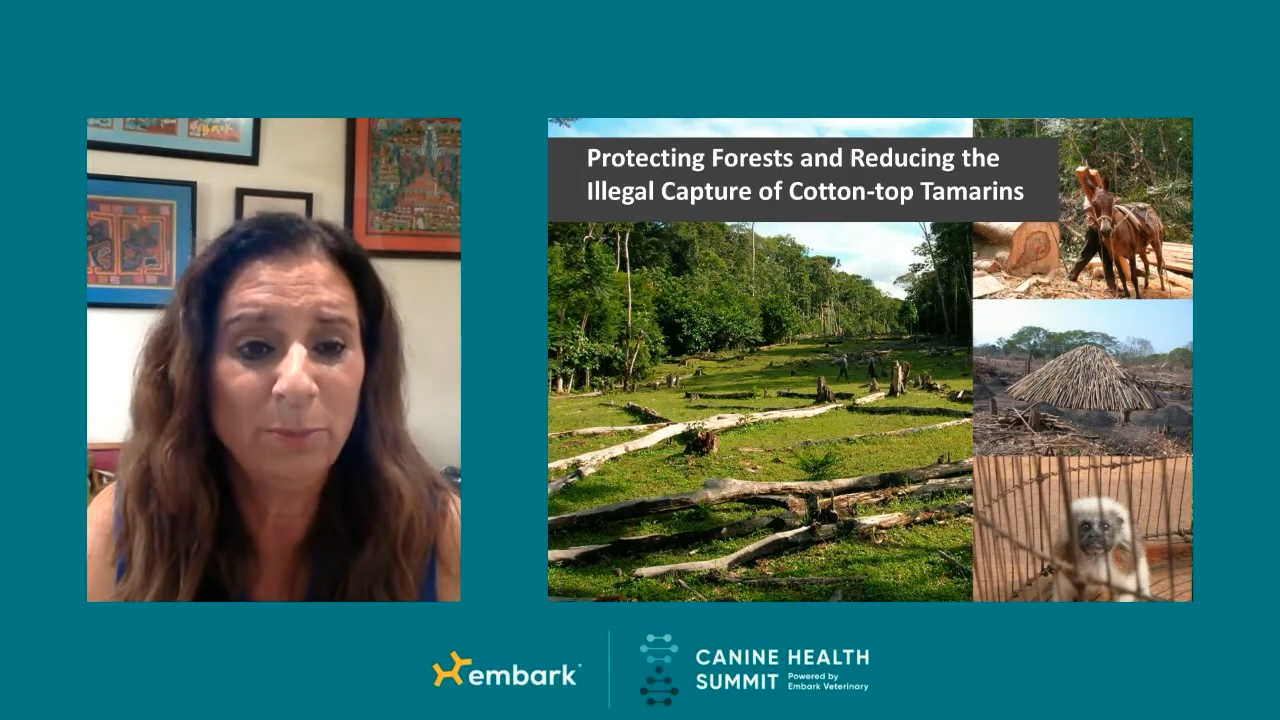 Protecting Forests and Reducing the
Illegal Capture of Cotton-top Tamarins
embark
CANINE HEALTH
SUMMIT Powered by
Embark Veterinary